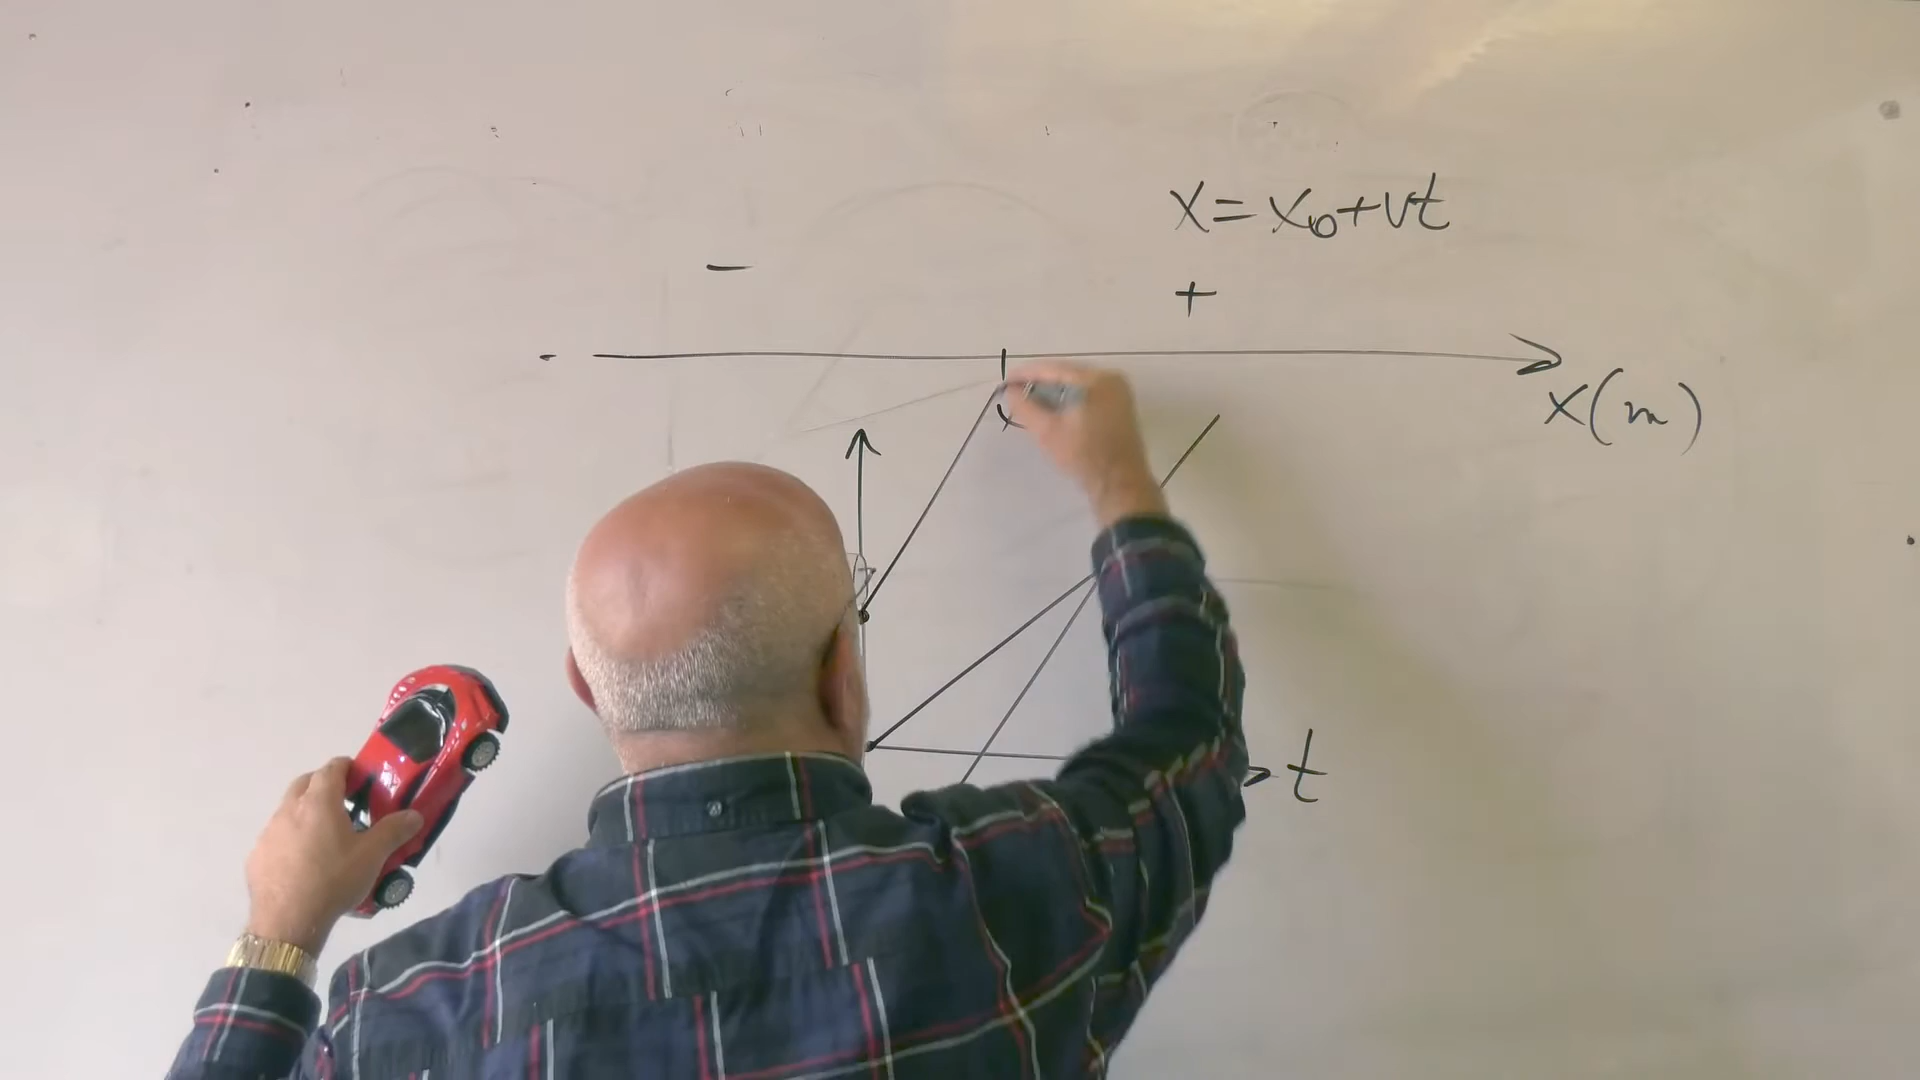 x = x₀ + vt
-
+
x (m)
x
t